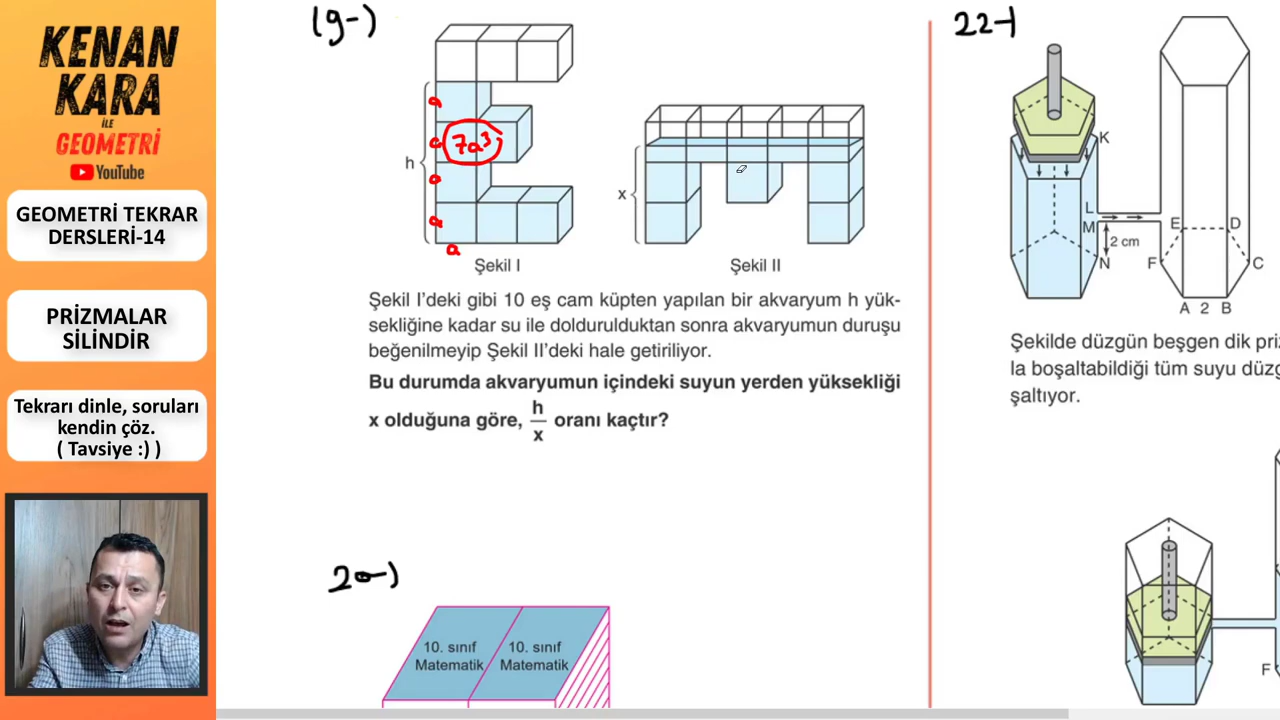 KENAN
KARA
İLE
GEOMETRİ
YouTube
GEOMETRİ TEKRAR
DERSLERİ-14
PRİZMALAR
SİLİNDİR
Tekrarı dinle, soruları
kendin çöz.
( Tavsiye :) )
19-)
a
a
a
a
a
7a³
h
x
Şekil I
Şekil II
Şekil I'deki gibi 10 eş cam küpten yapılan bir akvaryum h yük-
sekliğine kadar su ile doldurulduktan sonra akvaryumun duruşu
beğenilmeyip Şekil II'deki hale getiriliyor.
Bu durumda akvaryumun içindeki suyun yerden yüksekliği
x olduğuna göre, h/x oranı kaçtır?
20-)
10. sınıf
Matematik
10. sınıf
Matematik
22-)
K
L
M
2 cm
N
E
D
F
C
A 2 B
Şekilde düzgün beşgen dik pri
la boşaltabildiği tüm suyu düzg
şaltıyor.
F